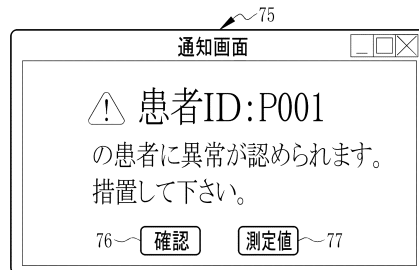 75
通知画面
患者ID:P001
の患者に異常が認められます。
措置して下さい。
76 確認 測定値 77